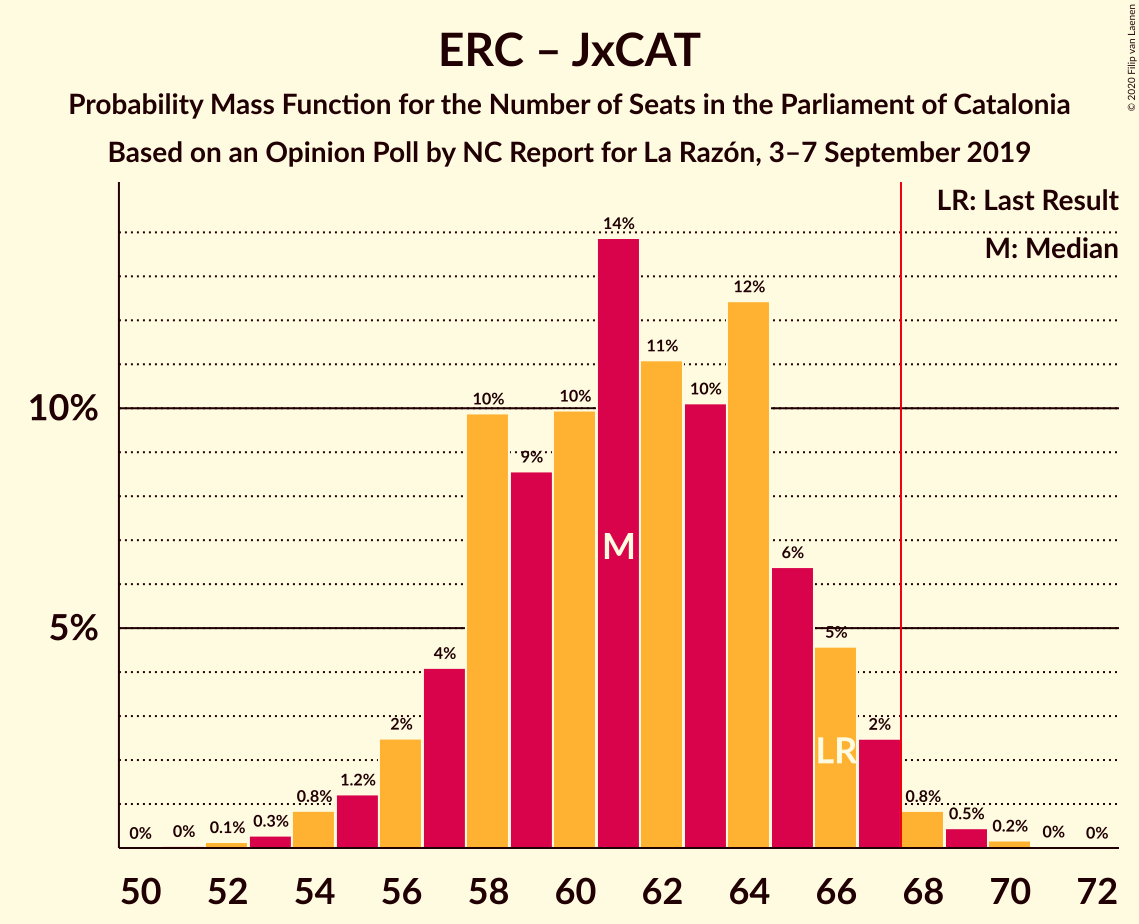 ERC – JxCAT
Probability Mass Function for the Number of Seats in the Parliament of Catalonia
Based on an Opinion Poll by NC Report for La Razón, 3–7 September 2019
© 2020 Filip van Laenen
LR: Last Result
M: Median
10%
5%
0%
0%
0.1%
0.3%
0.8%
1.2%
2%
4%
10%
9%
10%
14%
11%
10%
12%
6%
5%
2%
0.8%
0.5%
0.2%
0%
0%
M
LR
50 52 54 56 58 60 62 64 66 68 70 72